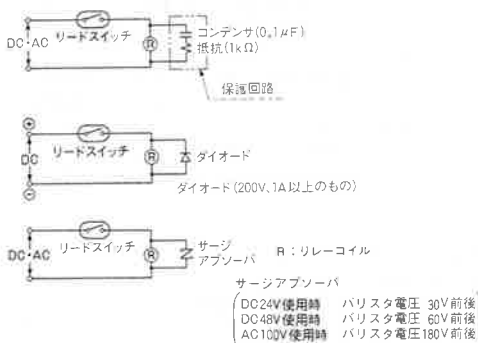 DC・AC
リードスイッチ
R
コンデンサ(0.1μF)
抵抗(1kΩ)
保護回路
⊕
DC
リードスイッチ
R
ダイオード
⊖
ダイオード(200V、1A以上のもの)
DC・AC
リードスイッチ
R
サージ
アブソーバ
R：リレーコイル
サージアブソーバ
DC24V使用時 バリスタ電圧 30V前後
DC48V使用時 バリスタ電圧 60V前後
AC100V使用時 バリスタ電圧180V前後